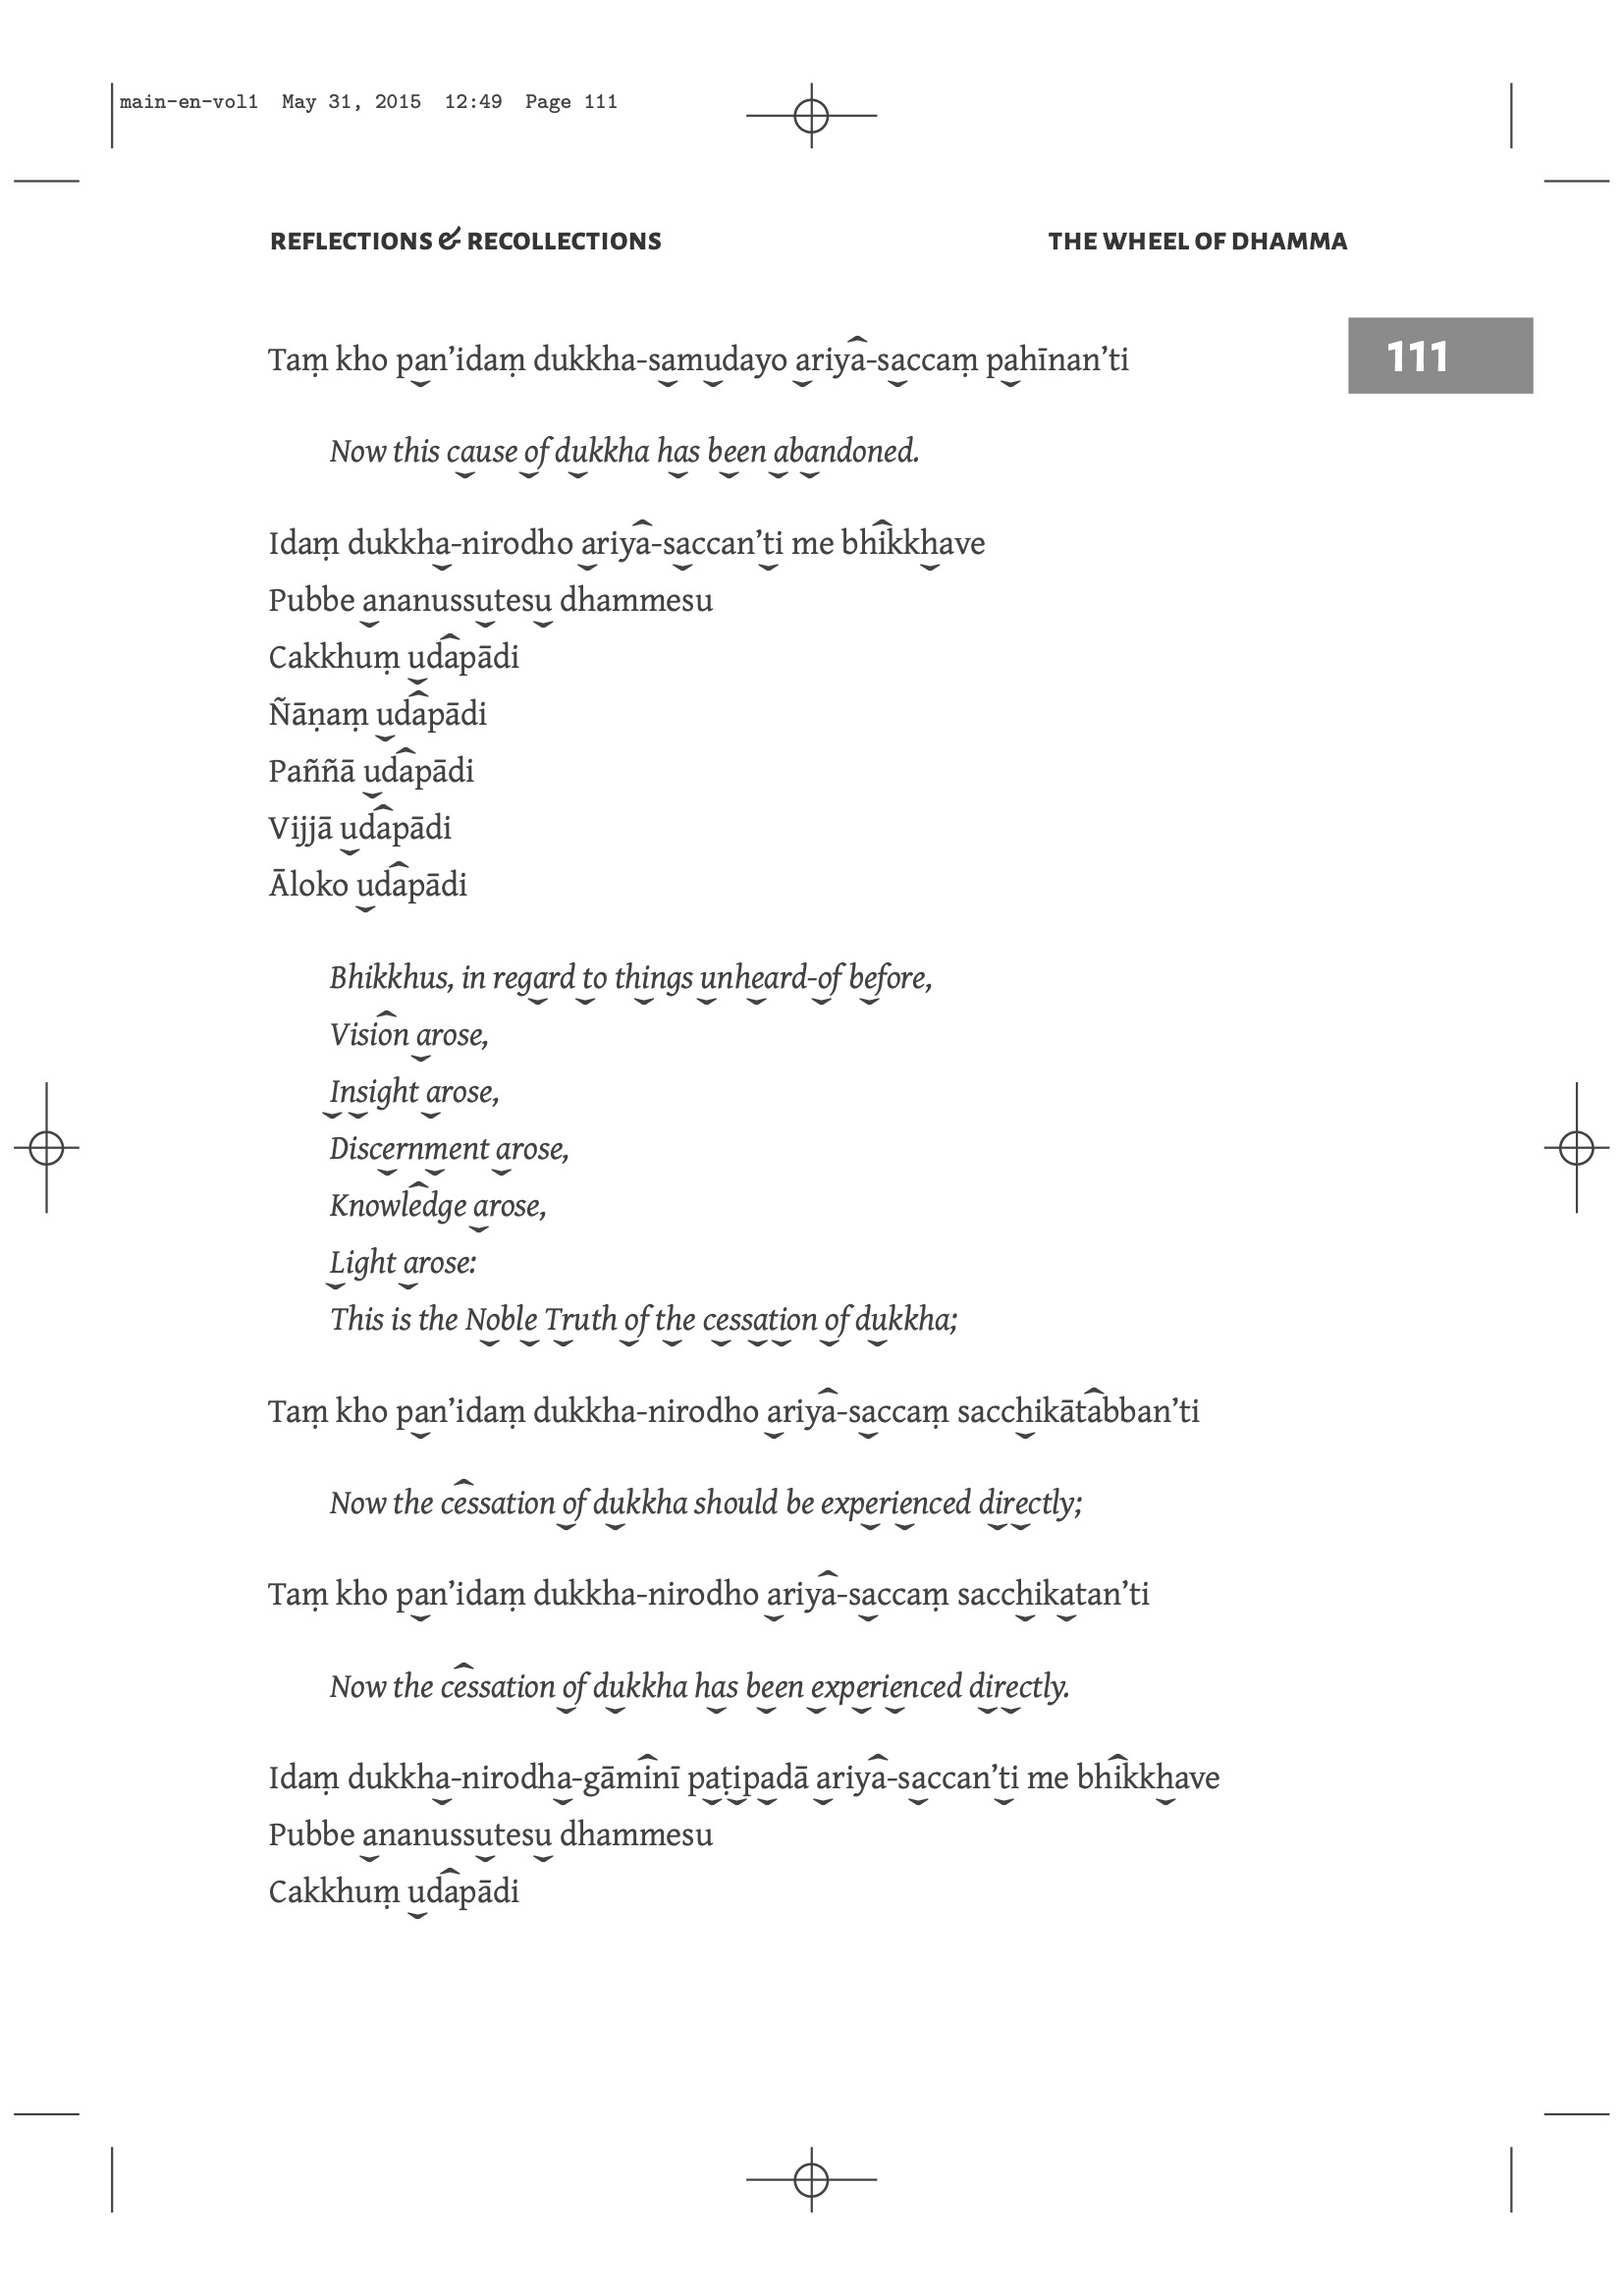 main-en-vol1 May 31, 2015 12:49 Page 111
REFLECTIONS & RECOLLECTIONS THE WHEEL OF DHAMMA
111
Taṃ kho pan’idaṃ dukkha-samudayo ariya-saccaṃ pahīnan’ti
Now this cause of dukkha has been abandoned.
Idaṃ dukkha-nirodho ariya-saccan’ti me bhikkhave
Pubbe ananussutesu dhammesu
Cakkhuṃ udapādi
Ñāṇaṃ udapādi
Paññā udapādi
Vijjā udapādi
Āloko udapādi
Bhikkhus, in regard to things unheard-of before,
Vision arose,
Insight arose,
Discernment arose,
Knowledge arose,
Light arose:
This is the Noble Truth of the cessation of dukkha;
Taṃ kho pan’idaṃ dukkha-nirodho ariya-saccaṃ sacchikātabban’ti
Now the cessation of dukkha should be experienced directly;
Taṃ kho pan’idaṃ dukkha-nirodho ariya-saccaṃ sacchikatan’ti
Now the cessation of dukkha has been experienced directly.
Idaṃ dukkha-nirodha-gāminī paṭipadā ariya-saccan’ti me bhikkhave
Pubbe ananussutesu dhammesu
Cakkhuṃ udapādi